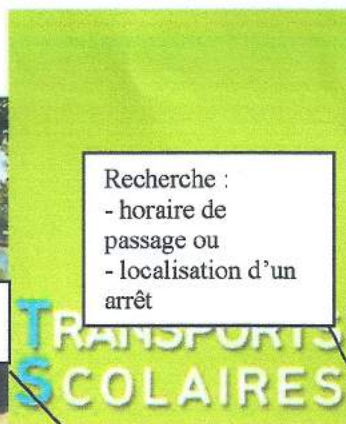 Recherche :
- horaire de
passage ou
- localisation d'un
arrêt
TRANSPORTS
SCOLAIRES